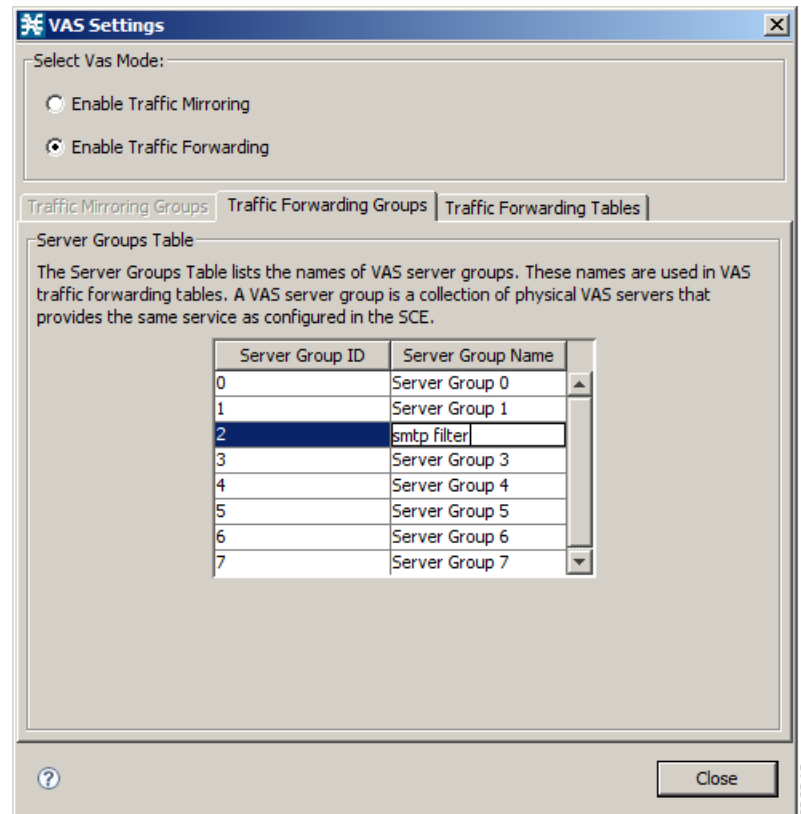 VAS Settings
Select Vas Mode:
Enable Traffic Mirroring
Enable Traffic Forwarding
Traffic Mirroring Groups Traffic Forwarding Groups Traffic Forwarding Tables
Server Groups Table
The Server Groups Table lists the names of VAS server groups. These names are used in VAS
traffic forwarding tables. A VAS server group is a collection of physical VAS servers that
provides the same service as configured in the SCE.
Server Group ID Server Group Name
0 Server Group 0
1 Server Group 1
2 smtp filter
3 Server Group 3
4 Server Group 4
5 Server Group 5
6 Server Group 6
7 Server Group 7
? Close